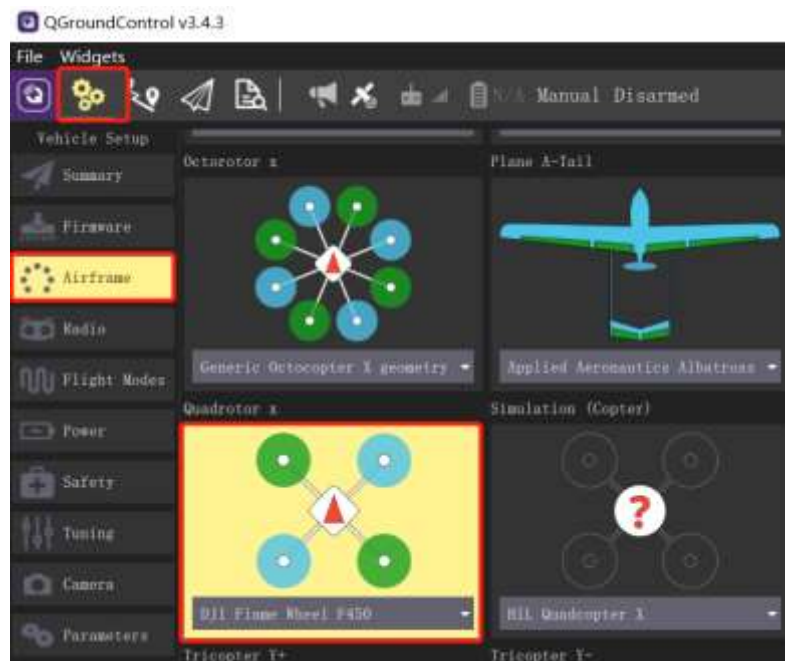 QGroundControl v3.4.3
File Widgets
N/A Manual Disarmed
Vehicle Setup
Summary
Firmware
Airframe
Radio
Flight Modes
Power
Safety
Tuning
Camera
Parameters
Octorotor x
Plane A-Tail
Generic Octocopter X geometry
Applied Aeronautics Albatross
Quadrotor x
Simulation (Copter)
?
DJI Flame Wheel F450
HIL Quadcopter X
Tricopter Y+
Tricopter Y-